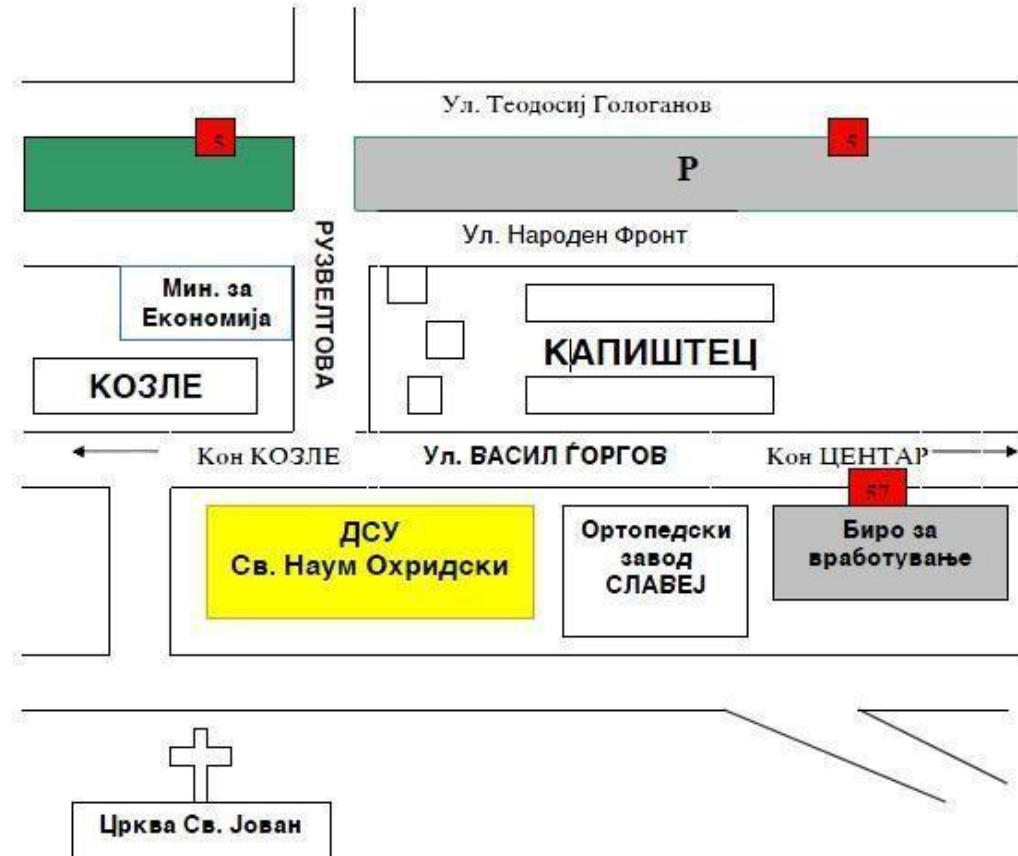 Ул. Теодосиј Гологанов
5
5
Р
РУЗВЕЛТОВА
Ул. Народен Фронт
Мин. за
Економија
КАПИШТЕЦ
КОЗЛЕ
Кон КОЗЛЕ
Ул. ВАСИЛ ЃОРГОВ
Кон ЦЕНТАР
57
ДСУ
Св. Наум Охридски
Ортопедски
завод
СЛАВЕЈ
Биро за
вработување
Црква Св. Јован